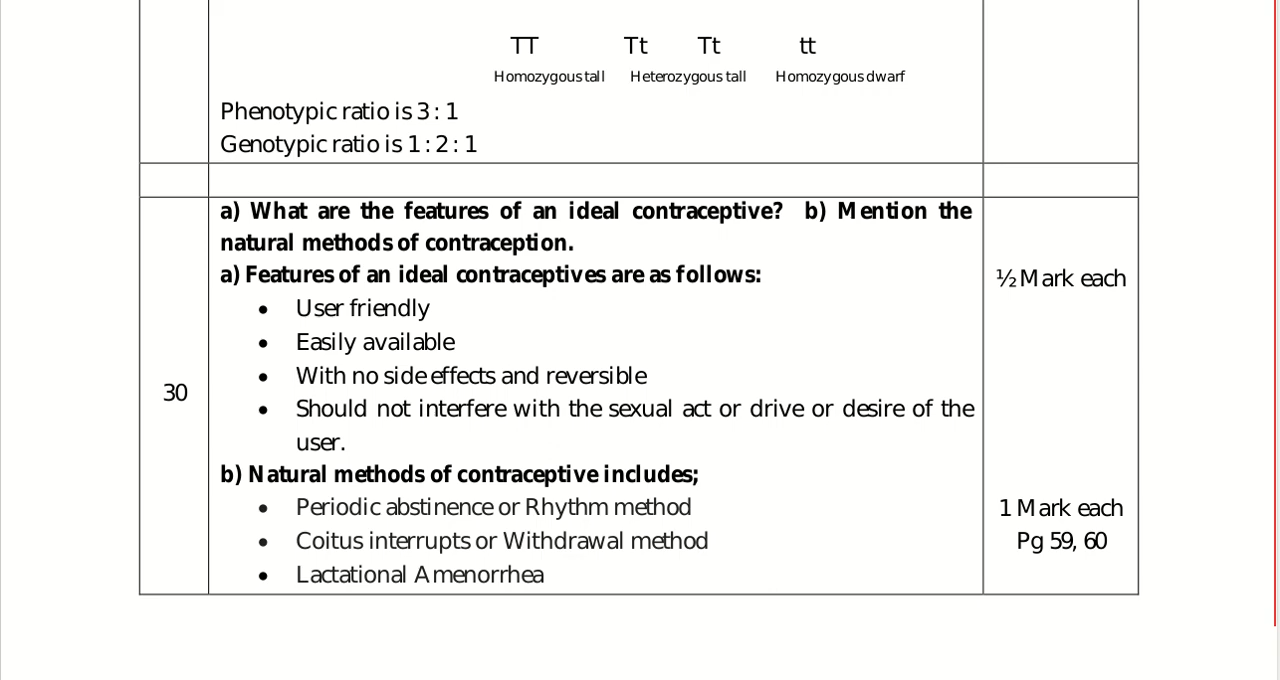 TT Tt Tt tt
Homozygous tall Heterozygous tall Homozygous dwarf
Phenotypic ratio is 3 : 1
Genotypic ratio is 1 : 2 : 1
a) What are the features of an ideal contraceptive? b) Mention the
natural methods of contraception.
a) Features of an ideal contraceptives are as follows:
½ Mark each
• User friendly
• Easily available
• With no side effects and reversible
30
• Should not interfere with the sexual act or drive or desire of the
user.
b) Natural methods of contraceptive includes;
• Periodic abstinence or Rhythm method
1 Mark each
• Coitus interrupts or Withdrawal method
Pg 59, 60
• Lactational Amenorrhea